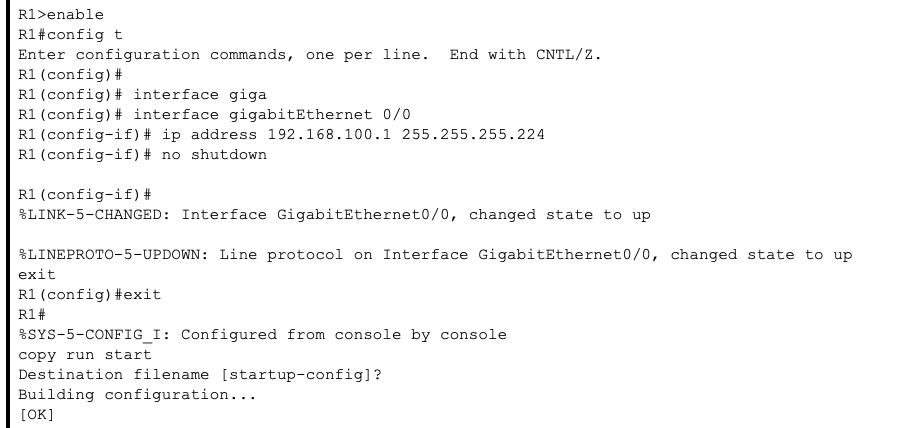 R1>enable
R1#config t
Enter configuration commands, one per line.  End with CNTL/Z.
R1(config)#
R1(config)# interface giga
R1(config)# interface gigabitEthernet 0/0
R1(config-if)# ip address 192.168.100.1 255.255.255.224
R1(config-if)# no shutdown
R1(config-if)#
%LINK-5-CHANGED: Interface GigabitEthernet0/0, changed state to up
%LINEPROTO-5-UPDOWN: Line protocol on Interface GigabitEthernet0/0, changed state to up
exit
R1(config)#exit
R1#
%SYS-5-CONFIG_I: Configured from console by console
copy run start
Destination filename [startup-config]?
Building configuration...
[OK]